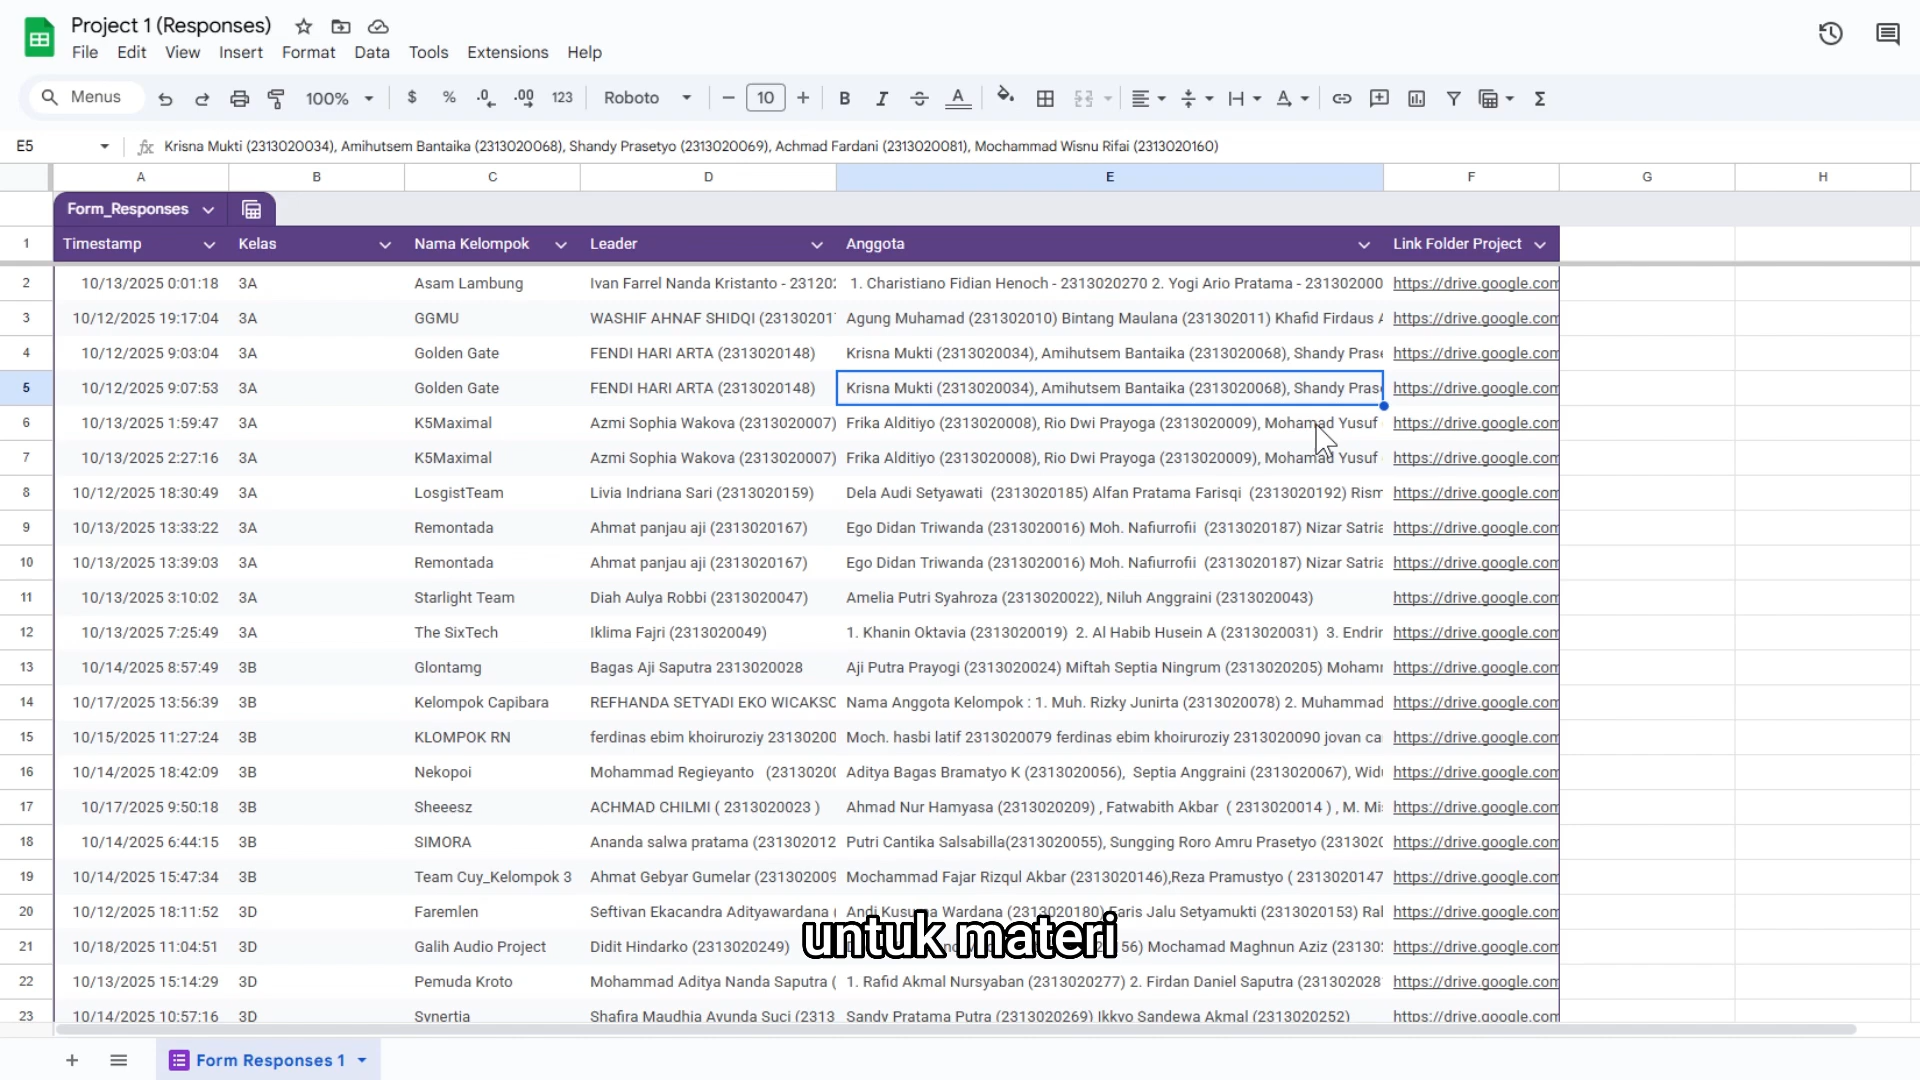 Project 1 (Responses)
File Edit View Insert Format Data Tools Extensions Help
Menus 100% $ % .0 .00 123 Roboto 10 B I A Σ
E5 fx Krisna Mukti (2313020034), Amihutsem Bantaika (2313020068), Shandy Prasetyo (2313020069), Achmad Fardani (2313020081), Mochammad Wisnu Rifai (2313020160)
A B C D E F G H
Form_Responses
1 Timestamp Kelas Nama Kelompok Leader Anggota Link Folder Project
2 10/13/2025 0:01:18 3A Asam Lambung Ivan Farrel Nanda Kristanto - 23120 1. Charistiano Fidian Henoch - 2313020270 2. Yogi Ario Pratama - 231302000 https://drive.google.com
3 10/12/2025 19:17:04 3A GGMU WASHIF AHNAF SHIDQI (23130201 Agung Muhamad (231302010) Bintang Maulana (231302011) Khafid Firdaus https://drive.google.com
4 10/12/2025 9:03:04 3A Golden Gate FENDI HARI ARTA (2313020148) Krisna Mukti (2313020034), Amihutsem Bantaika (2313020068), Shandy Prase https://drive.google.com
5 10/12/2025 9:07:53 3A Golden Gate FENDI HARI ARTA (2313020148) Krisna Mukti (2313020034), Amihutsem Bantaika (2313020068), Shandy Prase https://drive.google.com
6 10/13/2025 1:59:47 3A K5Maximal Azmi Sophia Wakova (2313020007) Frika Alditiyo (2313020008), Rio Dwi Prayoga (2313020009), Mohamad Yusuf https://drive.google.com
7 10/13/2025 2:27:16 3A K5Maximal Azmi Sophia Wakova (2313020007) Frika Alditiyo (2313020008), Rio Dwi Prayoga (2313020009), Mohamad Yusuf https://drive.google.com
8 10/12/2025 18:30:49 3A LosgistTeam Livia Indriana Sari (2313020159) Dela Audi Setyawati (2313020185) Alfan Pratama Farisqi (2313020192) Rism https://drive.google.com
9 10/13/2025 13:33:22 3A Remontada Ahmat panjau aji (2313020167) Ego Didan Triwanda (2313020016) Moh. Nafiurrofii (2313020187) Nizar Satria https://drive.google.com
10 10/13/2025 13:39:03 3A Remontada Ahmat panjau aji (2313020167) Ego Didan Triwanda (2313020016) Moh. Nafiurrofii (2313020187) Nizar Satria https://drive.google.com
11 10/13/2025 3:10:02 3A Starlight Team Diah Aulya Robbi (2313020047) Amelia Putri Syahroza (2313020022), Niluh Anggraini (2313020043) https://drive.google.com
12 10/13/2025 7:25:49 3A The SixTech Iklima Fajri (2313020049) 1. Khanin Oktavia (2313020019) 2. Al Habib Husein A (2313020031) 3. Endrir https://drive.google.com
13 10/14/2025 8:57:49 3B Glontamg Bagas Aji Saputra 2313020028 Aji Putra Prayogi (2313020024) Miftah Septia Ningrum (2313020205) Moham https://drive.google.com
14 10/17/2025 13:56:39 3B Kelompok Capibara REFHANDA SETYADI EKO WICAKSO Nama Anggota Kelompok : 1. Muh. Rizky Junirta (2313020078) 2. Muhammad https://drive.google.com
15 10/15/2025 11:27:24 3B KLOMPOK RN ferdinas ebim khoiruroziy 23130200 Moch. hasbi latif 2313020079 ferdinas ebim khoiruroziy 2313020090 jovan ca https://drive.google.com
16 10/14/2025 18:42:09 3B Nekopoi Mohammad Regieyanto (2313020 Aditya Bagas Bramatyo K (2313020056), Septia Anggraini (2313020067), Wid https://drive.google.com
17 10/17/2025 9:50:18 3B Sheeesz ACHMAD CHILMI ( 2313020023 ) Ahmad Nur Hamyasa (2313020209) , Fatwabith Akbar ( 2313020014 ) , M. Mi https://drive.google.com
18 10/14/2025 6:44:15 3B SIMORA Ananda salwa pratama (231302012 Putri Cantika Salsabilla(2313020055), Sungging Roro Amru Prasetyo (231302 https://drive.google.com
19 10/14/2025 15:47:34 3B Team Cuy_Kelompok 3 Ahmat Gebyar Gumelar (231302009 Mochammad Fajar Rizqul Akbar (2313020146),Reza Pramustyo ( 2313020147 https://drive.google.com
20 10/12/2025 18:11:52 3D Faremlen Seftivan Ekacandra Adityawardana Andi Kusuma Wardana (2313020180) Faris Jalu Setyamukti (2313020153) Ral https://drive.google.com
21 10/18/2025 11:04:51 3D Galih Audio Project Didit Hindarko (2313020249) 156) Mochamad Maghnun Aziz (23130 https://drive.google.com
untuk materi
22 10/13/2025 15:14:29 3D Pemuda Kroto Mohammad Aditya Nanda Saputra ( 1. Rafid Akmal Nursyaban (2313020277) 2. Firdan Daniel Saputra (231302028 https://drive.google.com
23 10/14/2025 10:57:16 3D Synertia Shafira Maudhia Ayunda Suci (2313 Sandy Pratama Putra (2313020269) Ikkyo Sandewa Akmal (2313020252) https://drive.google.com
Form Responses 1